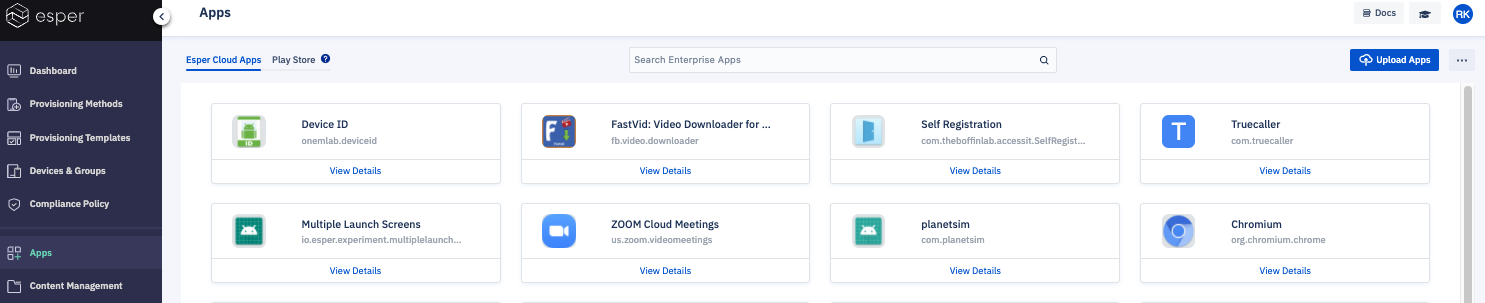 esper
Apps
Docs
RK
Dashboard
Provisioning Methods
Provisioning Templates
Devices & Groups
Compliance Policy
Apps
Content Management
Esper Cloud Apps
Play Store
?
Search Enterprise Apps
Upload Apps
...
Device ID
onemlab.deviceid
View Details
FastVid: Video Downloader for ...
fb.video.downloader
View Details
Self Registration
com.theboffinlab.accessit.SelfRegist...
View Details
T
Truecaller
com.truecaller
View Details
Multiple Launch Screens
io.esper.experiment.multiplelaunch...
View Details
ZOOM Cloud Meetings
us.zoom.videomeetings
View Details
planetsim
com.planetsim
View Details
Chromium
org.chromium.chrome
View Details